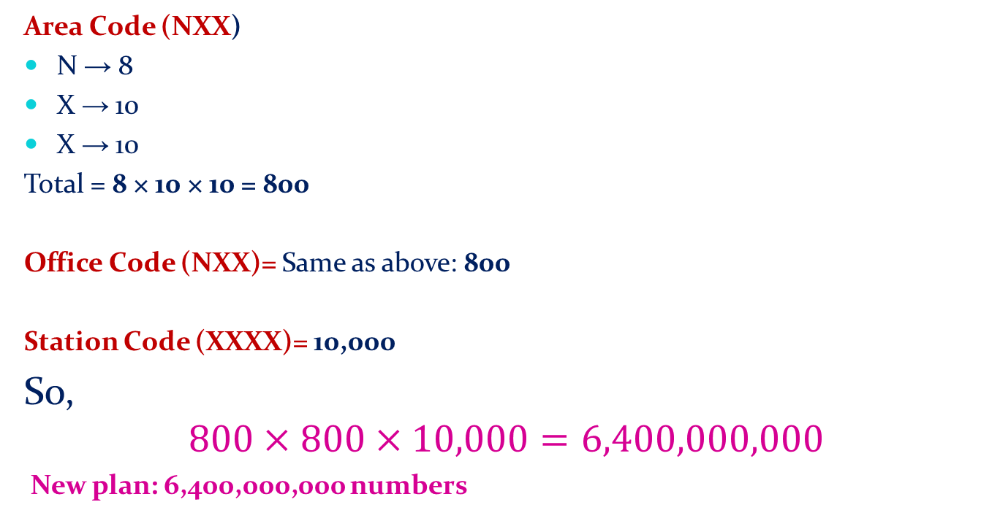 Area Code (NXX)
• N → 8
• X → 10
• X → 10
Total = 8 × 10 × 10 = 800
Office Code (NXX)= Same as above: 800
Station Code (XXXX)= 10,000
So,
800 × 800 × 10,000 = 6,400,000,000
New plan: 6,400,000,000 numbers